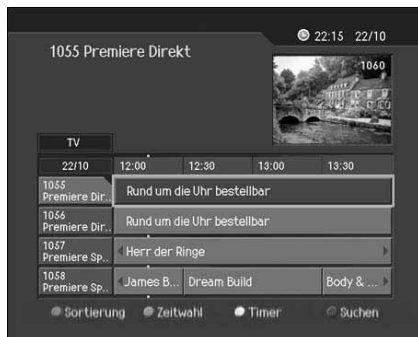 22:15 22/10
1055 Premiere Direkt
1060
TV
22/10 12:00 12:30 13:00 13:30
1055
Premiere Dir..
Rund um die Uhr bestellbar
1056
Premiere Dir..
Rund um die Uhr bestellbar
1057
Premiere Sp..
Herr der Ringe
1058
Premiere Sp..
James B... Dream Build Body & ...
Sortierung Zeitwahl Timer Suchen